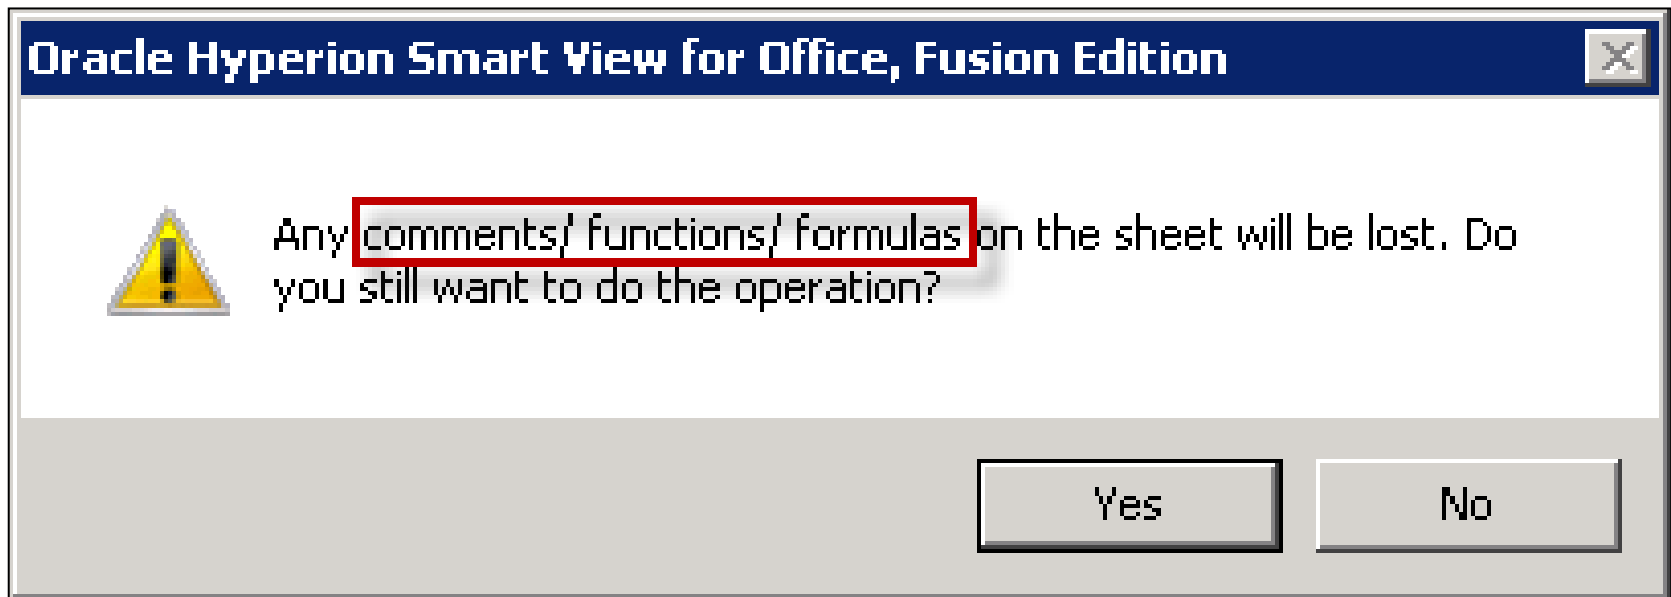 Oracle Hyperion Smart View for Office, Fusion Edition
Any comments/ functions/ formulas on the sheet will be lost. Do
you still want to do the operation?
Yes
No